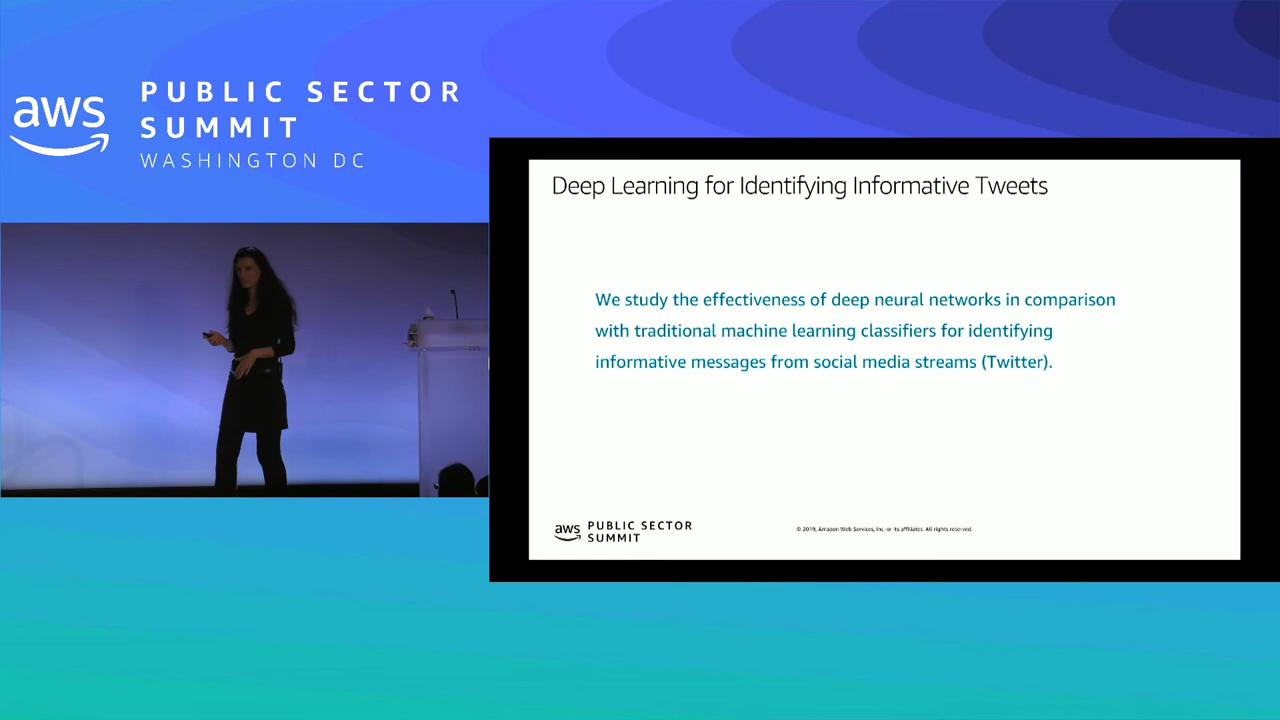 aws
PUBLIC SECTOR
SUMMIT
WASHINGTON DC
Deep Learning for Identifying Informative Tweets
We study the effectiveness of deep neural networks in comparison
with traditional machine learning classifiers for identifying
informative messages from social media streams (Twitter).
aws
PUBLIC SECTOR
SUMMIT
© 2019, Amazon Web Services, Inc. or its affiliates. All rights reserved.